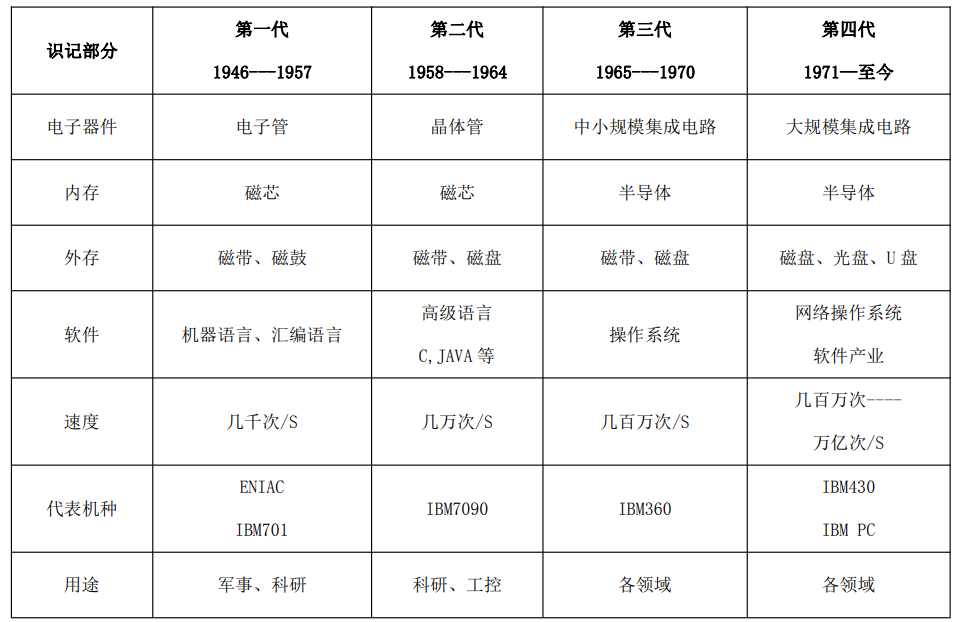 识记部分
第一代
1946---1957
第二代
1958---1964
第三代
1965---1970
第四代
1971—至今
电子器件
电子管
晶体管
中小规模集成电路
大规模集成电路
内存
磁芯
磁芯
半导体
半导体
外存
磁带、磁鼓
磁带、磁盘
磁带、磁盘
磁盘、光盘、U盘
软件
机器语言、汇编语言
高级语言
C,JAVA等
操作系统
网络操作系统
软件产业
速度
几千次/S
几万次/S
几百万次/S
几百万次----
万亿次/S
代表机种
ENIAC
IBM701
IBM7090
IBM360
IBM430
IBM PC
用途
军事、科研
科研、工控
各领域
各领域